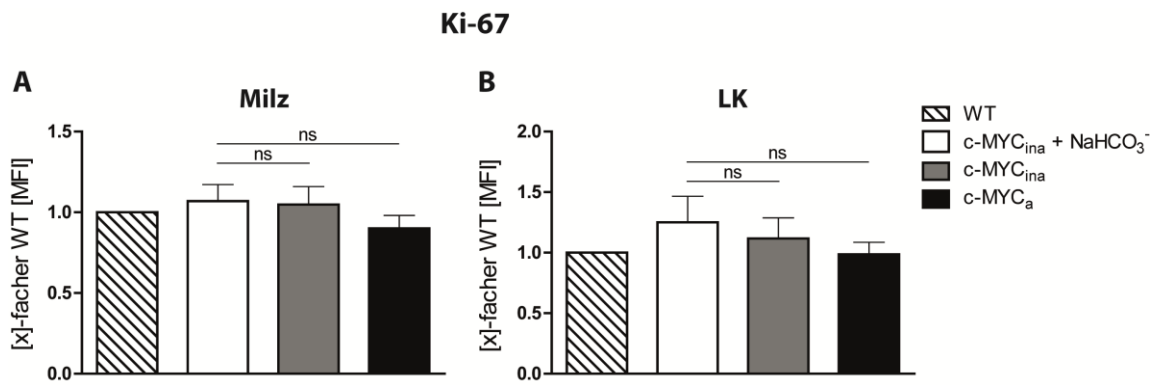 Ki-67
A
Milz
[x]-facher WT [MFI]
1.5
1.0
0.5
0.0
ns
ns
B
LK
[x]-facher WT [MFI]
2.0
1.5
1.0
0.5
0.0
ns
ns
WT
c-MYCina + NaHCO3-
c-MYCina
c-MYCa